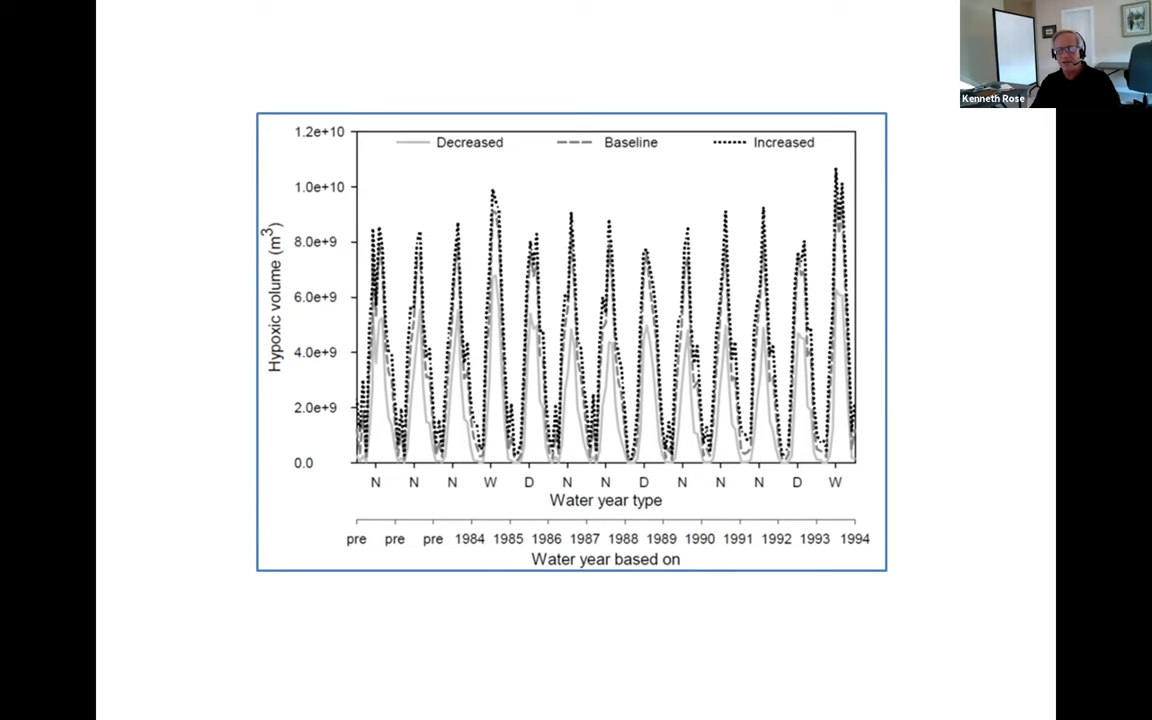 Kenneth Rose
Decreased Baseline Increased
1.2e+10
1.0e+10
8.0e+9
6.0e+9
4.0e+9
2.0e+9
0.0
Hypoxic volume (m³)
N N N W D N N D N N N D W
Water year type
pre pre pre 1984 1985 1986 1987 1988 1989 1990 1991 1992 1993 1994
Water year based on